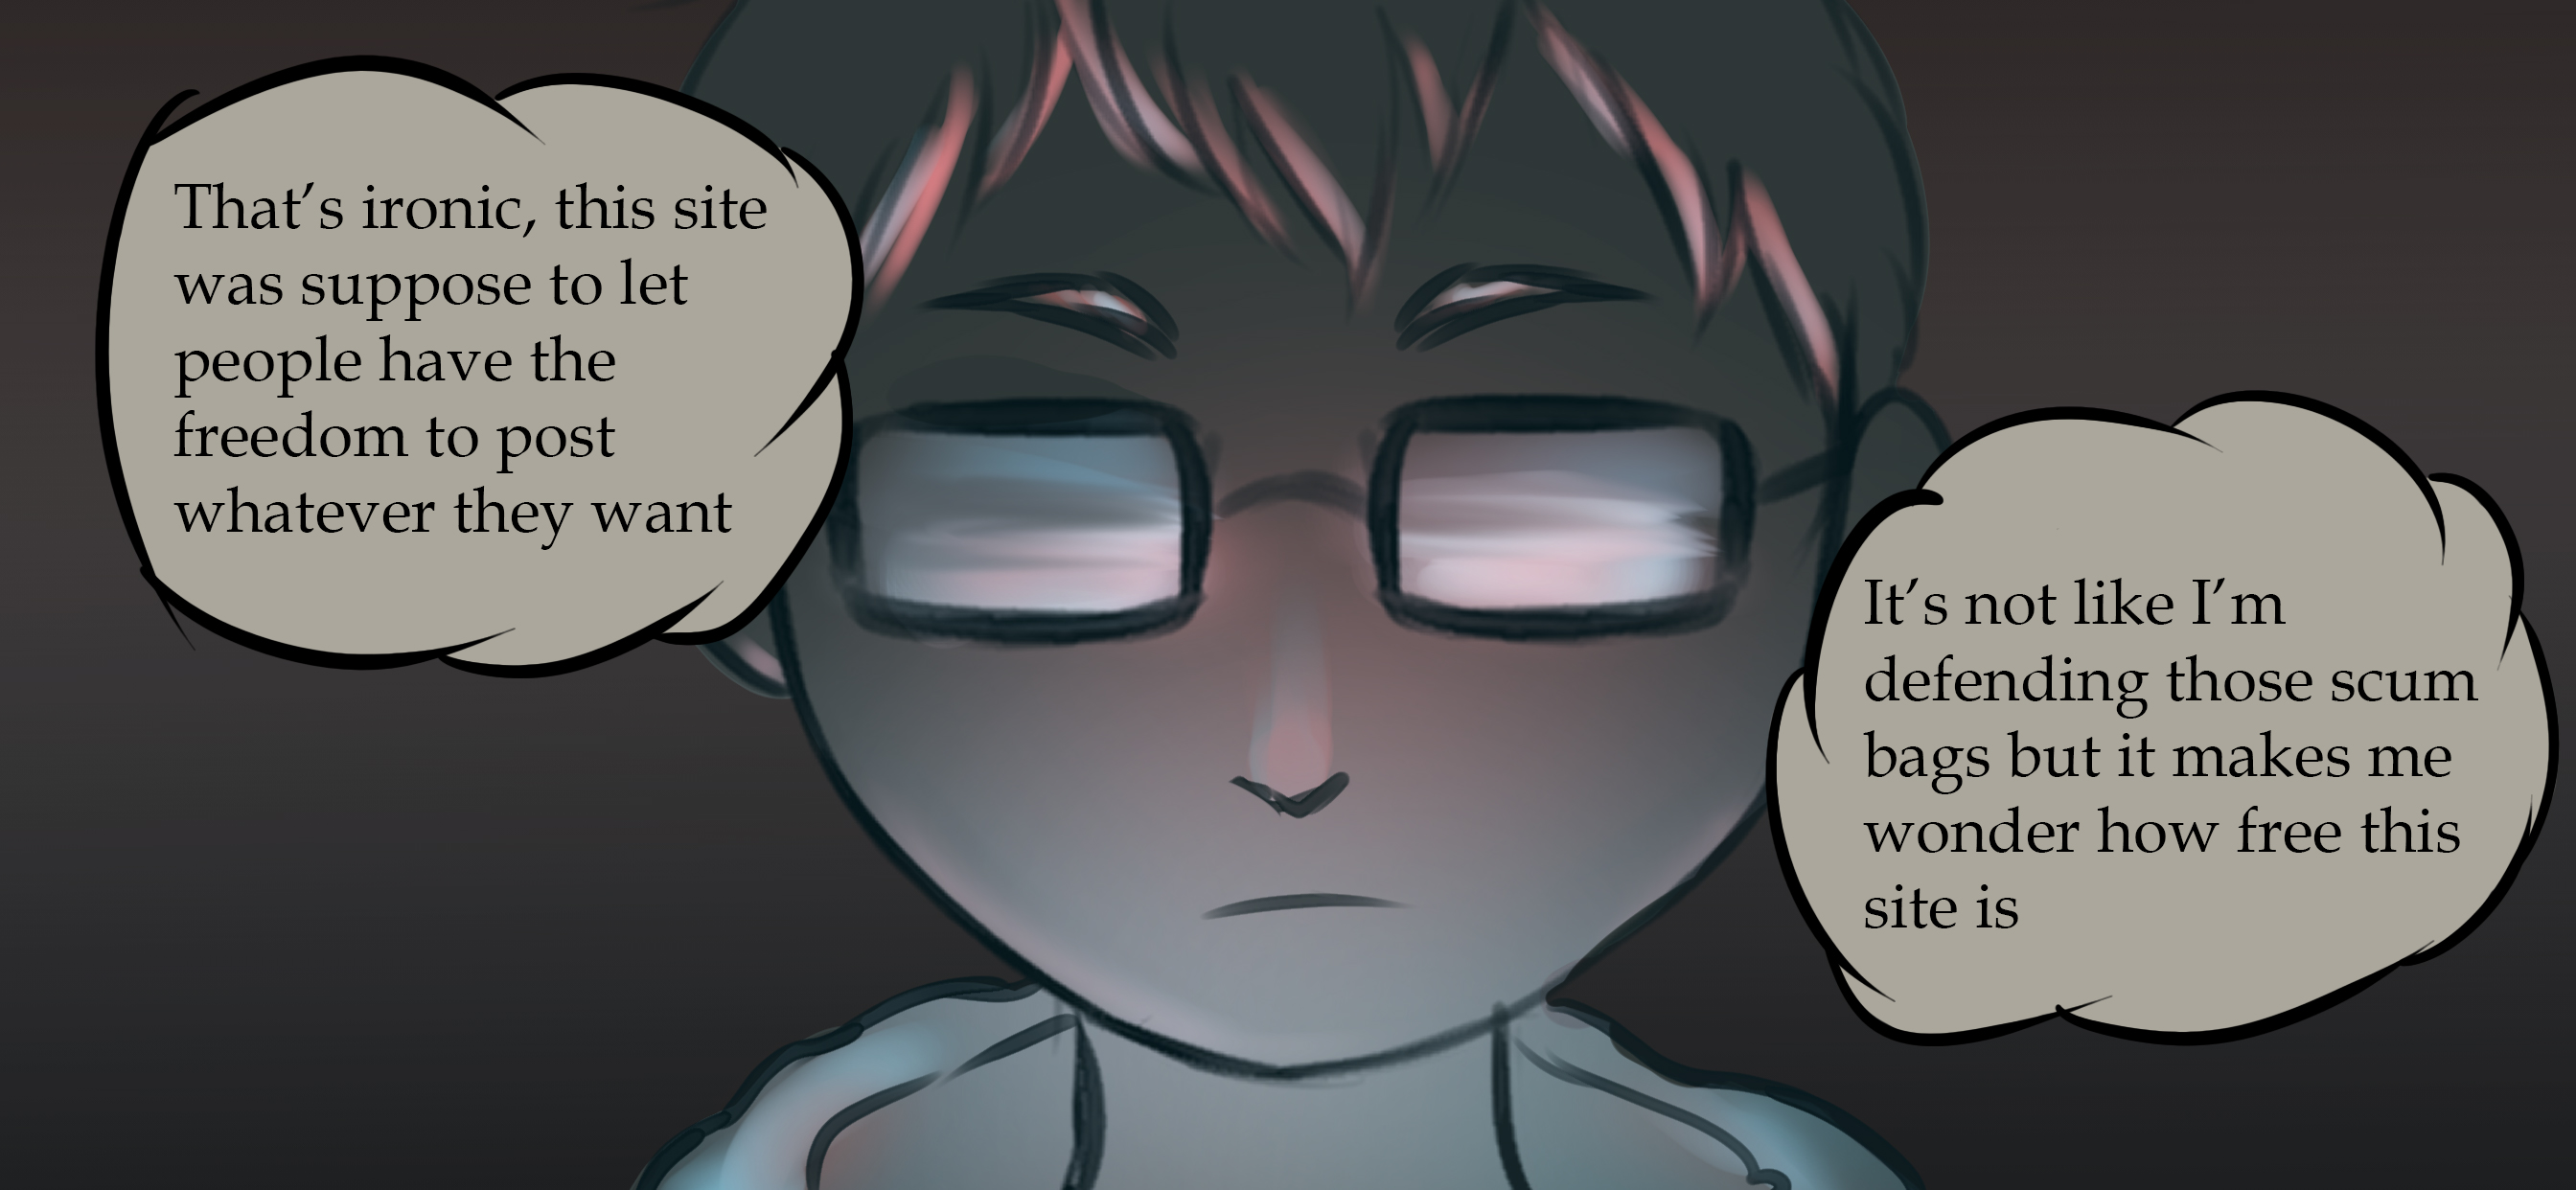 That’s ironic, this site
was suppose to let
people have the
freedom to post
whatever they want
It’s not like I’m
defending those scum
bags but it makes me
wonder how free this
site is